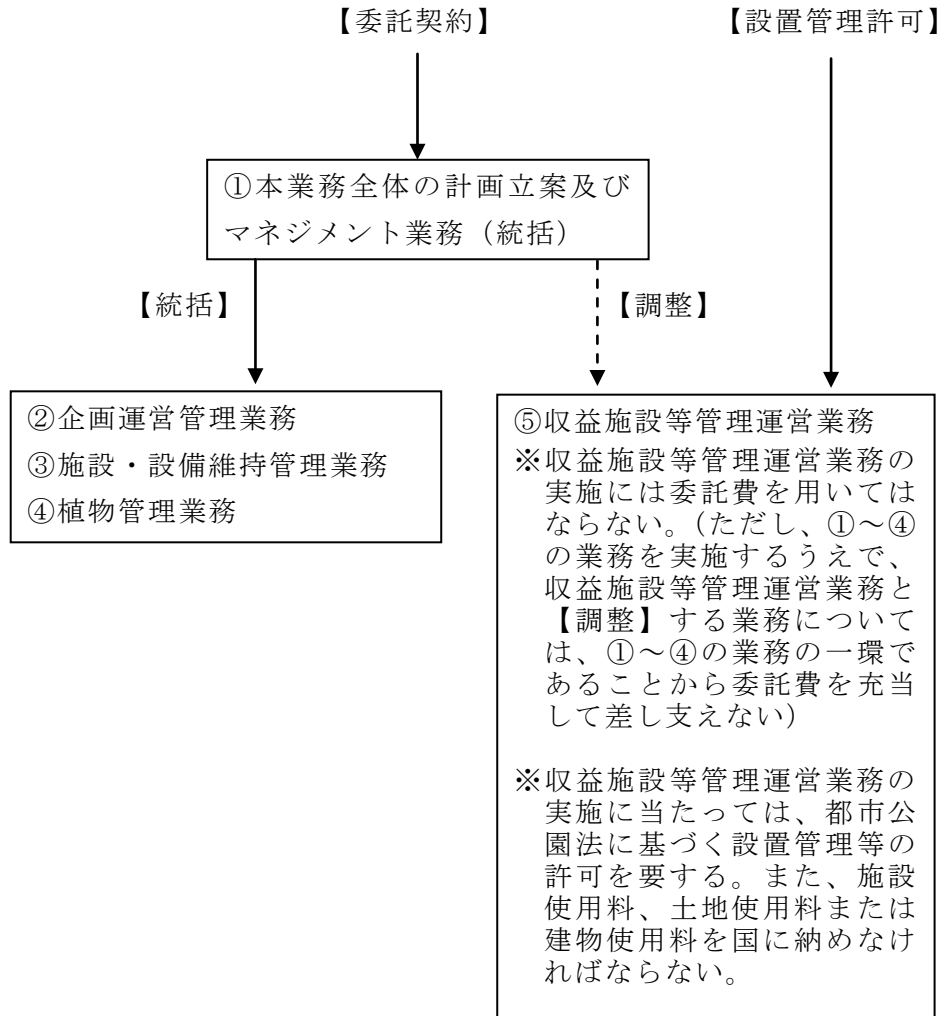 【委託契約】
【設置管理許可】
①本業務全体の計画立案及び
マネジメント業務（統括）
【統括】
【調整】
②企画運営管理業務
③施設・設備維持管理業務
④植物管理業務
⑤収益施設等管理運営業務
※収益施設等管理運営業務の
実施には委託費を用いては
ならない。（ただし、①～④
の業務を実施するうえで、
収益施設等管理運営業務と
【調整】する業務について
は、①～④の業務の一環で
あることから委託費を充当
して差し支えない）
※収益施設等管理運営業務の
実施に当たっては、都市公
園法に基づく設置管理等の
許可を要する。また、施設
使用料、土地使用料または
建物使用料を国に納めなけ
ればならない。